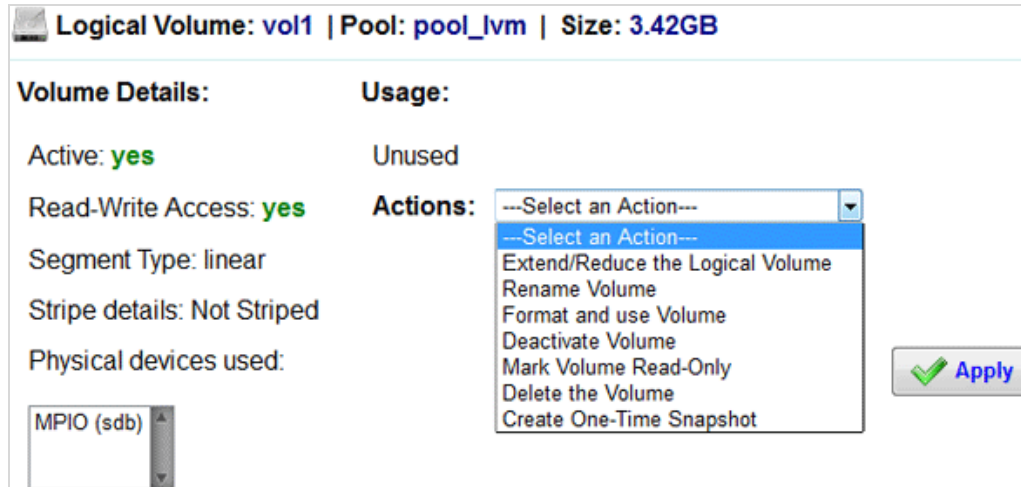 Logical Volume: vol1 | Pool: pool_lvm | Size: 3.42GB
Volume Details:
Usage:
Active: yes
Unused
Read-Write Access: yes
Actions:
---Select an Action---
---Select an Action---
Extend/Reduce the Logical Volume
Rename Volume
Format and use Volume
Deactivate Volume
Mark Volume Read-Only
Delete the Volume
Create One-Time Snapshot
Segment Type: linear
Stripe details: Not Striped
Physical devices used:
Apply
MPIO (sdb)